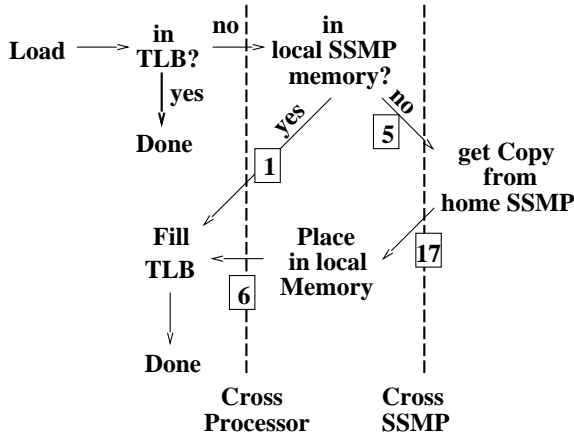 Load
in
TLB?
no
in
local SSMP
memory?
yes
Done
yes
no
1
5
get Copy
from
home SSMP
Fill
TLB
Place
in local
Memory
6
17
Done
Cross
Processor
Cross
SSMP